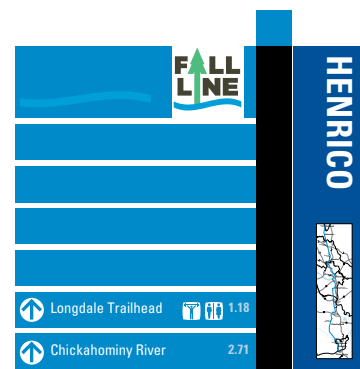 FALL
LINE
HENRICO
Longdale Trailhead 1.18
Chickahominy River 2.71